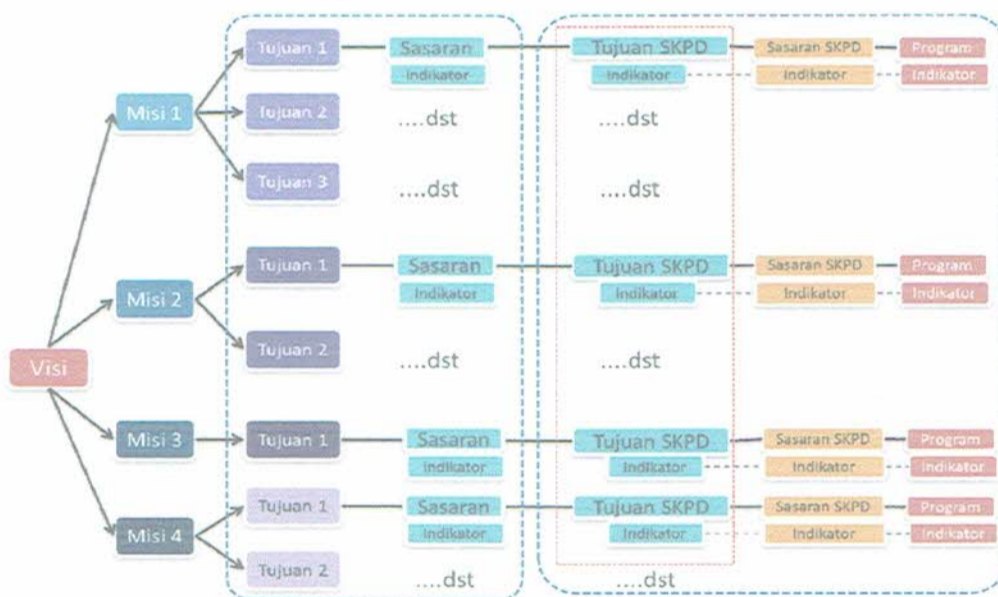 Tujuan 1 Sasaran Tujuan SKPD Sasaran SKPD Program
Indikator Indikator Indikator Indikator
Misi 1 Tujuan 2 ....dst ....dst
Tujuan 3 ....dst ....dst
Tujuan 1 Sasaran Tujuan SKPD Sasaran SKPD Program
Misi 2 Indikator Indikator Indikator Indikator
Tujuan 2 ....dst ....dst
Visi
Misi 3 Tujuan 1 Sasaran Tujuan SKPD Sasaran SKPD Program
Indikator Indikator Indikator Indikator
Tujuan 1 Sasaran Tujuan SKPD Sasaran SKPD Program
Misi 4 Indikator Indikator Indikator Indikator
Tujuan 2 ....dst ....dst